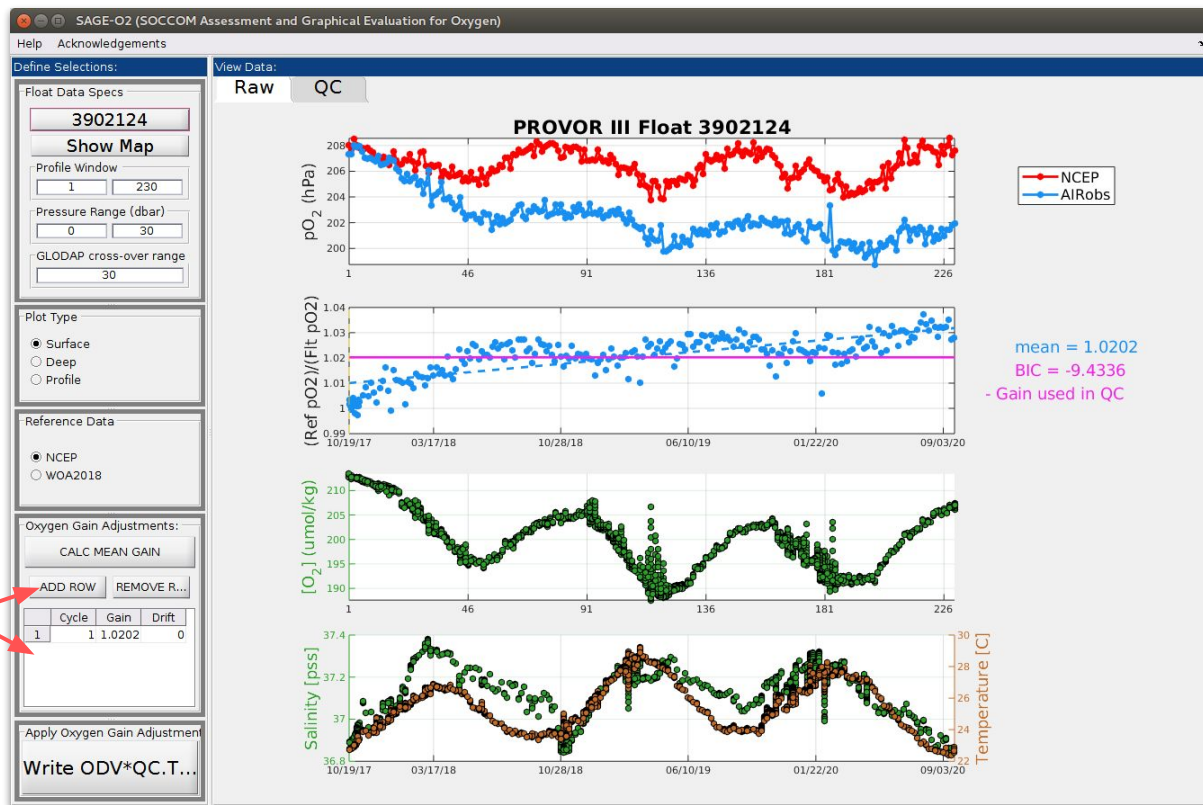 SAGE-O2 (SOCCOM Assessment and Graphical Evaluation for Oxygen)
Help Acknowledgements
Define Selections:
Float Data Specs
3902124
Show Map
Profile Window
1 230
Pressure Range (dbar)
0 30
GLODAP cross-over range
30
Plot Type
Surface
Deep
Profile
Reference Data
NCEP
WOA2018
Oxygen Gain Adjustments:
CALC MEAN GAIN
ADD ROW REMOVE R...
Cycle Gain Drift
1 1 1.0202 0
Apply Oxygen Gain Adjustment
Write ODV*QC.T...
View Data:
Raw QC
PROVOR III Float 3902124
pO2 (hPa)
208
206
204
202
200
1 46 91 136 181 226
NCEP
AIRobs
(Ref pO2)/(Flt pO2)
1.04
1.03
1.02
1.01
1
0.99
10/19/17 03/17/18 10/28/18 06/10/19 01/22/20 09/03/20
mean = 1.0202
BIC = -9.4336
- Gain used in QC
[O2] (umol/kg)
210
205
200
195
190
1 46 91 136 181 226
Salinity [pss]
37.4
37.2
37
36.8
Temperature [C]
30
28
26
24
22
10/19/17 03/17/18 10/28/18 06/10/19 01/22/20 09/03/20